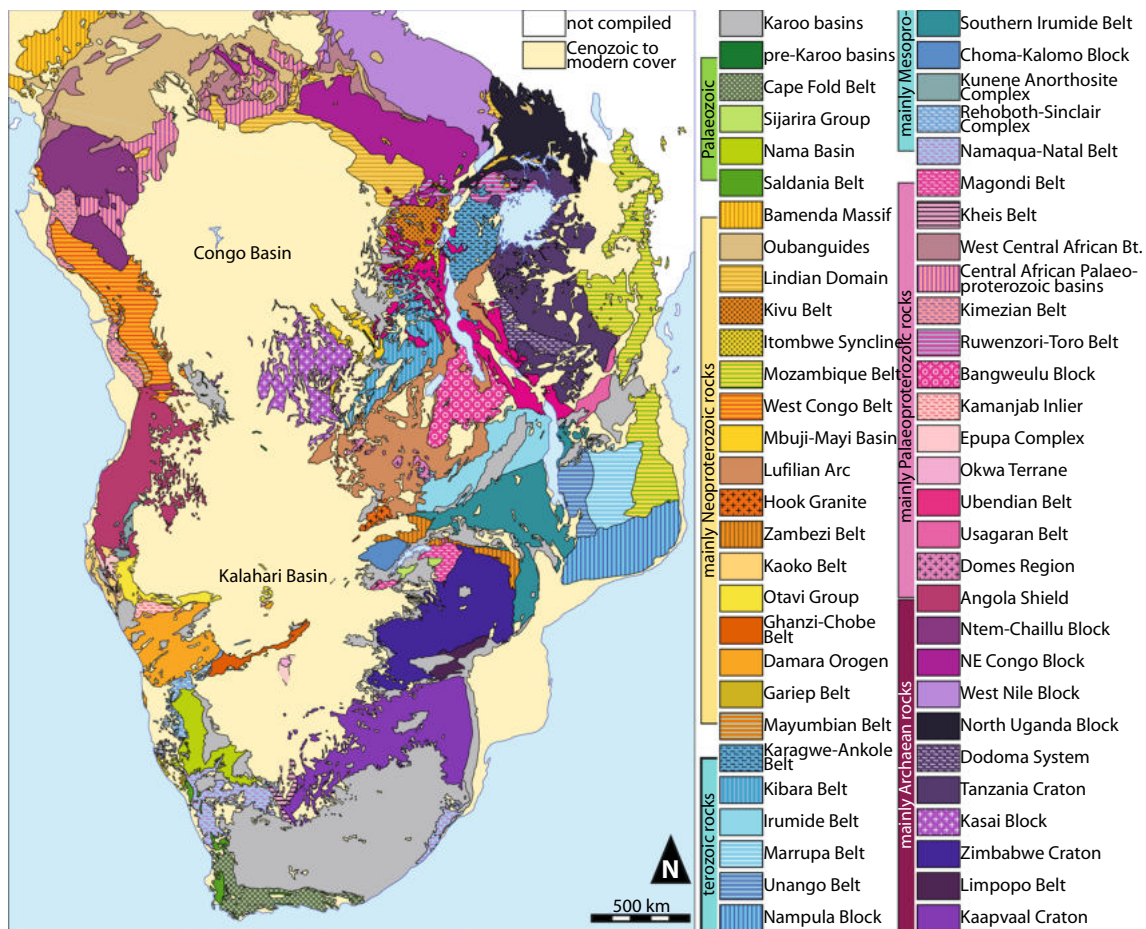 not compiled
Cenozoic to
modern cover
Congo Basin
Kalahari Basin
N
500 km
Karoo basins
Palaeozoic
pre-Karoo basins
Cape Fold Belt
Sijarira Group
Nama Basin
Saldania Belt
mainly Neoproterozoic rocks
Bamenda Massif
Oubanguides
Lindian Domain
Kivu Belt
Itombwe Syncline
Mozambique Belt
West Congo Belt
Mbuji-Mayi Basin
Lufilian Arc
Hook Granite
Zambezi Belt
Kaoko Belt
Otavi Group
Ghanzi-Chobe
Belt
Damara Orogen
Gariep Belt
Mayumbian Belt
terozoic rocks
Karagwe-Ankole
Belt
Kibara Belt
Irumide Belt
Marrupa Belt
Unango Belt
Nampula Block
mainly Mesopro-
Southern Irumide Belt
Choma-Kalomo Block
Kunene Anorthosite
Complex
Rehoboth-Sinclair
Complex
Namaqua-Natal Belt
mainly Palaeoproterozoic rocks
Magondi Belt
Kheis Belt
West Central African Bt.
Central African Palaeo-
proterozoic basins
Kimezian Belt
Ruwenzori-Toro Belt
Bangweulu Block
Kamanjab Inlier
Epupa Complex
Okwa Terrane
Ubendian Belt
Usagaran Belt
Domes Region
mainly Archaean rocks
Angola Shield
Ntem-Chaillu Block
NE Congo Block
West Nile Block
North Uganda Block
Dodoma System
Tanzania Craton
Kasai Block
Zimbabwe Craton
Limpopo Belt
Kaapvaal Craton